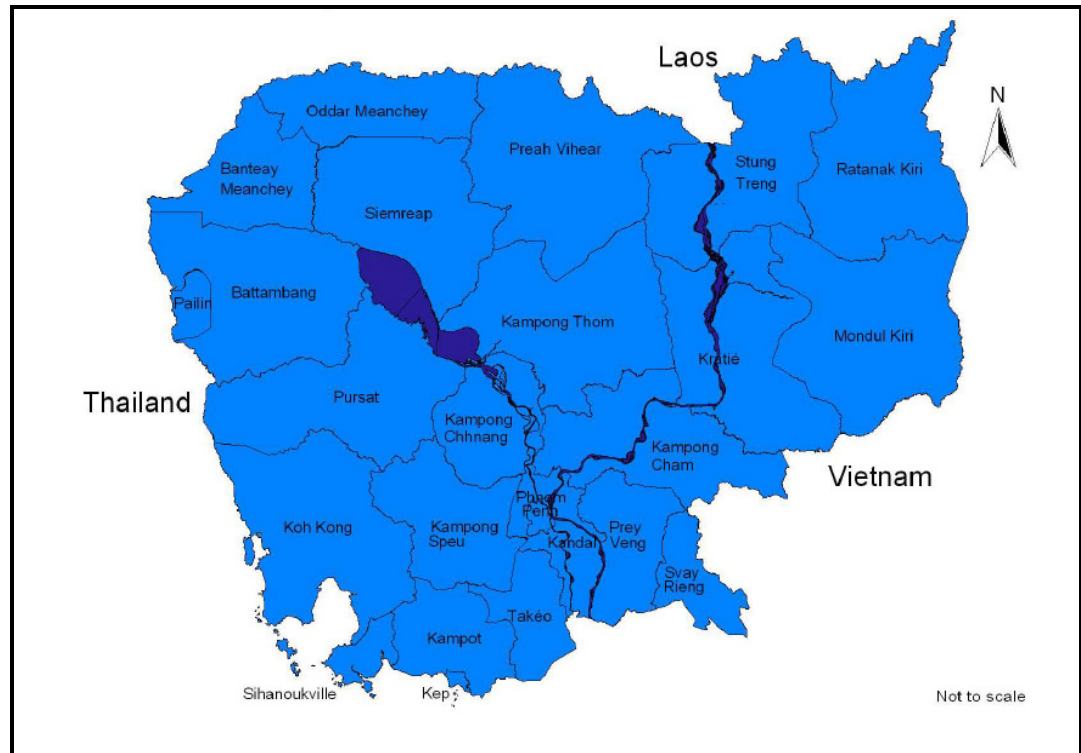 Laos
N
Oddar Meanchey
Preah Vihear
Stung
Treng
Ratanak Kiri
Banteay
Meanchey
Siemreap
Pailin
Battambang
Kampong Thom
Kratié
Mondul Kiri
Thailand
Pursat
Kampong
Chhnang
Kampong
Cham
Vietnam
Phnom
Penh
Koh Kong
Kampong
Speu
Kandal
Prey
Veng
Svay
Rieng
Takéo
Kampot
Sihanoukville
Kep
Not to scale